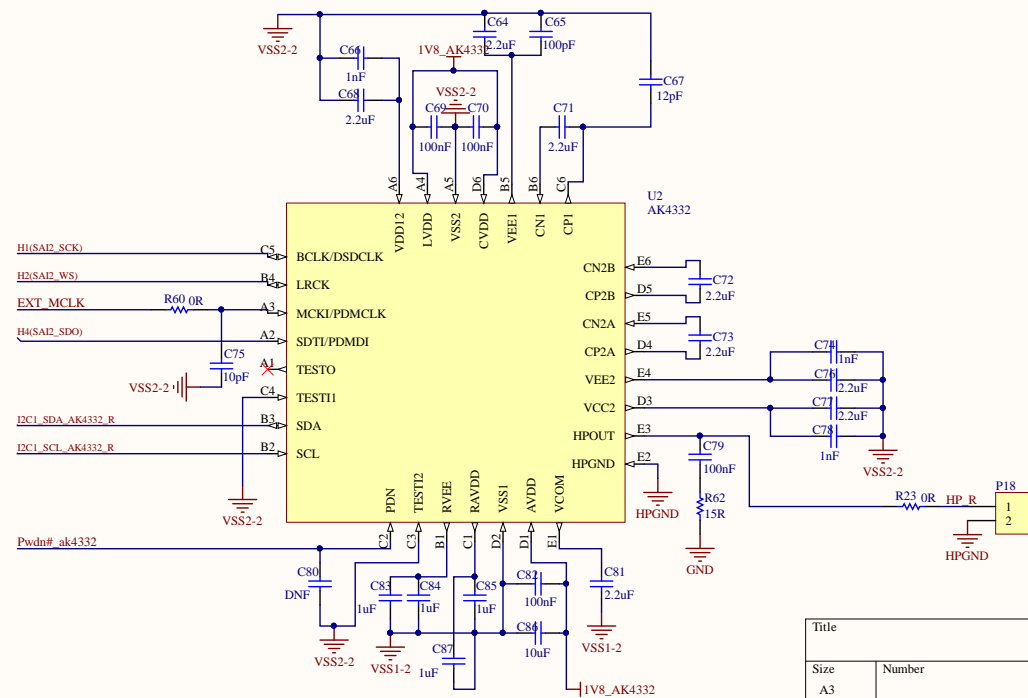 C64
2.2uF
C65
100pF
VSS2-2
C66
1nF
1V8_AK4332
C67
12pF
C68
2.2uF
VSS2-2
C69
100nF
C70
100nF
C71
2.2uF
A6
A4
A5
D6
B5
B6
C6
U2
AK4332
VDD12
LVDD
VSS2
CVDD
VEE1
CN1
CP1
H1(SAI2_SCK)
C5
BCLK/DSDCLK
H2(SAI2_WS)
B4
LRCK
EXT_MCLK
R60 0R
A3
MCKI/PDMCLK
H4(SAI2_SDO)
A2
SDTI/PDMDI
C75
10pF
A1
TESTO
VSS2-2
C4
TESTI1
I2C1_SDA_AK4332_R
B3
SDA
I2C1_SCL_AK4332_R
B2
SCL
VSS2-2
CN2B
E6
C72
2.2uF
CP2B
D5
CN2A
E5
C73
2.2uF
CP2A
D4
VEE2
E4
C74
1nF
C76
2.2uF
VCC2
D3
C77
2.2uF
HPOUT
E3
C78
1nF
C79
100nF
HPGND
E2
VSS2-2
HPGND
R62
15R
GND
R23 0R
HP_R
P18
1
2
HPGND
PDN
TESTI2
RVEE
RAVDD
VSS1
AVDD
VCOM
C2
C3
B1
C1
D2
D1
E1
Pwdn#_ak4332
C80
DNF
C83
1uF
C84
1uF
C85
1uF
C82
100nF
C81
2.2uF
C86
10uF
C87
1uF
VSS2-2
VSS1-2
VSS1-2
1V8_AK4332
Title
Size
Number
A3